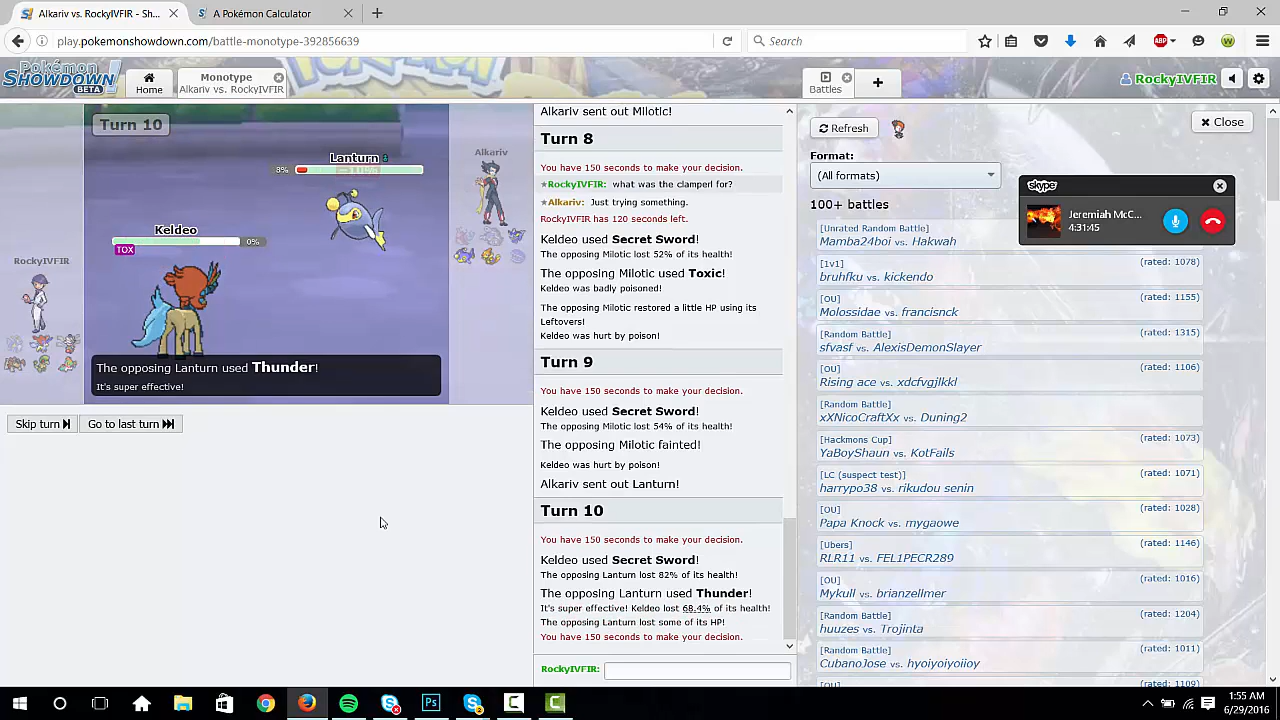 Alkariv vs. RockyIVFIR - Sh...
A Pokémon Calculator
play.pokemonshowdown.com/battle-monotype-392856639
Search
ABP
Pokémon
Showdown
BETA
Home
Monotype
Alkariv vs. RockyIVFIR
Battles
RockyIVFIR
Turn 10
Lanturn
8%
Alkariv
Keldeo
0%
TOX
RockyIVFIR
The opposing Lanturn used Thunder!
It's super effective!
Skip turn
Go to last turn
Alkariv sent out Milotic!
Turn 8
You have 150 seconds to make your decision.
★RockyIVFIR: what was the clamperl for?
★Alkariv: Just trying something.
RockyIVFIR has 120 seconds left.
Keldeo used Secret Sword!
The opposing Milotic lost 52% of its health!
The opposing Milotic used Toxic!
Keldeo was badly poisoned!
The opposing Milotic restored a little HP using its
Leftovers!
Keldeo was hurt by poison!
Turn 9
You have 150 seconds to make your decision.
Keldeo used Secret Sword!
The opposing Milotic lost 54% of its health!
The opposing Milotic fainted!
Keldeo was hurt by poison!
Alkariv sent out Lanturn!
Turn 10
You have 150 seconds to make your decision.
Keldeo used Secret Sword!
The opposing Lanturn lost 82% of its health!
The opposing Lanturn used Thunder!
It's super effective! Keldeo lost 68.4% of its health!
The opposing Lanturn lost some of its HP!
You have 150 seconds to make your decision.
RockyIVFIR:
Refresh
Close
Format:
(All formats)
100+ battles
skype
Jeremiah McC...
4:31:45
[Unrated Random Battle]
Mamba24boi vs. Hakwah
[1v1]
(rated: 1078)
bruhfku vs. kickendo
[OU]
(rated: 1155)
Molossidae vs. francisnck
[Random Battle]
(rated: 1315)
sfvasf vs. AlexisDemonSlayer
[OU]
(rated: 1106)
Rising ace vs. xdcfvgjlkkl
[Random Battle]
xXNicoCraftXx vs. Duning2
[Hackmons Cup]
(rated: 1073)
YaBoyShaun vs. KotFails
[LC (suspect test)]
(rated: 1071)
harrypo38 vs. rikudou senin
[OU]
(rated: 1028)
Papa Knock vs. mygaowe
[Ubers]
(rated: 1146)
RLR11 vs. FEL1PECR289
[OU]
(rated: 1016)
Mykull vs. brianzellmer
[Random Battle]
(rated: 1204)
huuzes vs. Trojinta
[Random Battle]
(rated: 1011)
CubanoJose vs. hyoiyoiyoiioy
[OU]
(rated: 1109)
Ps
1:55 AM
6/29/2016